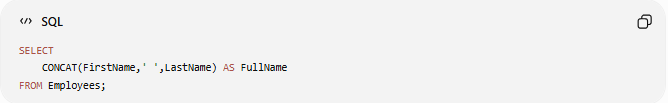 </> SQL
SELECT
    CONCAT(FirstName,' ',LastName) AS FullName
FROM Employees;